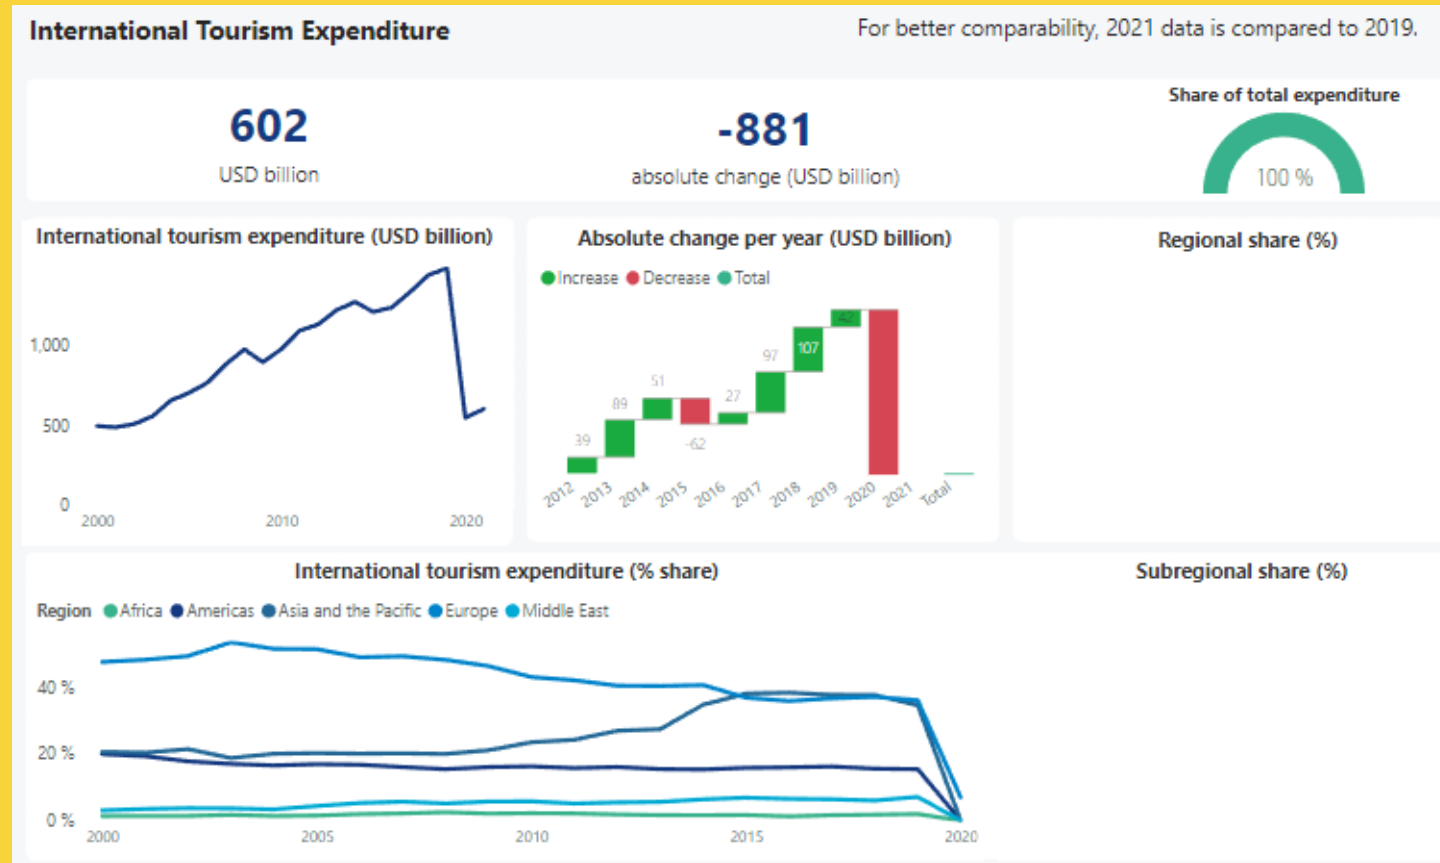 International Tourism Expenditure
For better comparability, 2021 data is compared to 2019.
602
USD billion
-881
absolute change (USD billion)
Share of total expenditure
100 %
International tourism expenditure (USD billion)
1,000
500
0
2000 2010 2020
Absolute change per year (USD billion)
Increase Decrease Total
39 89 51 -62 27 97 107 42
2012 2013 2014 2015 2016 2017 2018 2019 2020 2021 Total
Regional share (%)
International tourism expenditure (% share)
Region Africa Americas Asia and the Pacific Europe Middle East
40 %
20 %
0 %
2000 2005 2010 2015 2020
Subregional share (%)